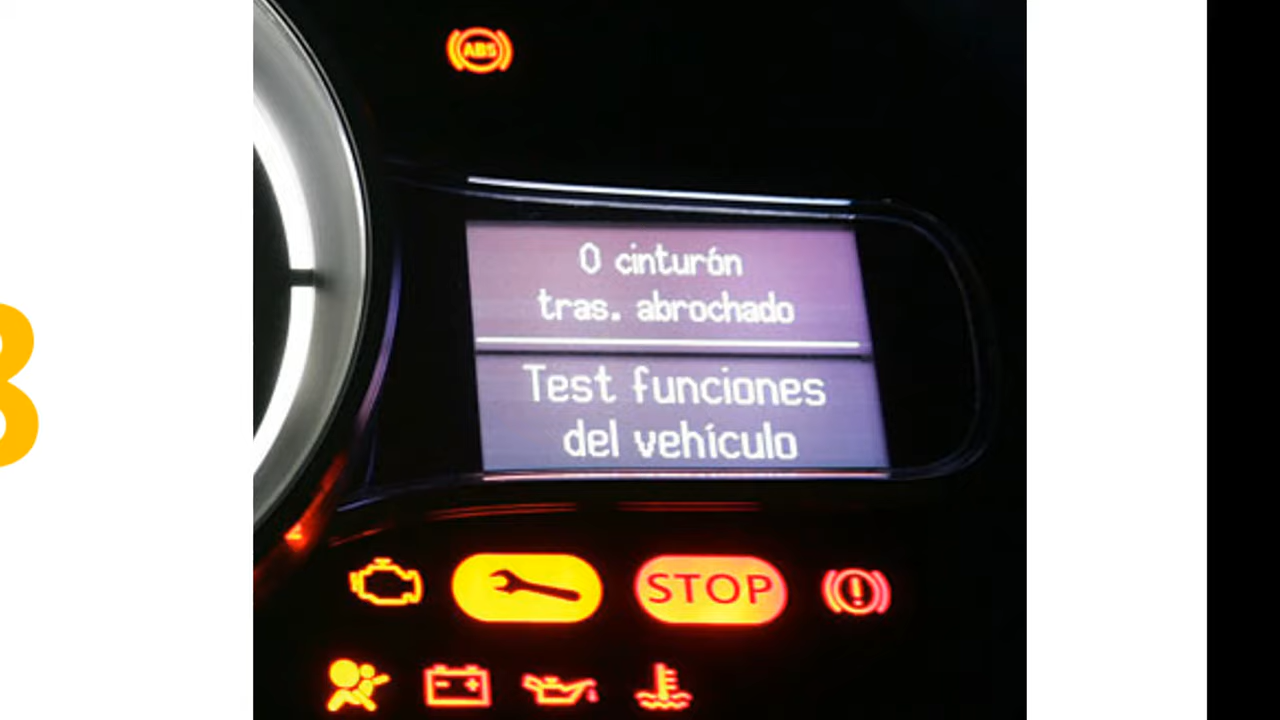 ABS
0 cinturón
tras. abrochado
Test funciones
del vehículo
STOP